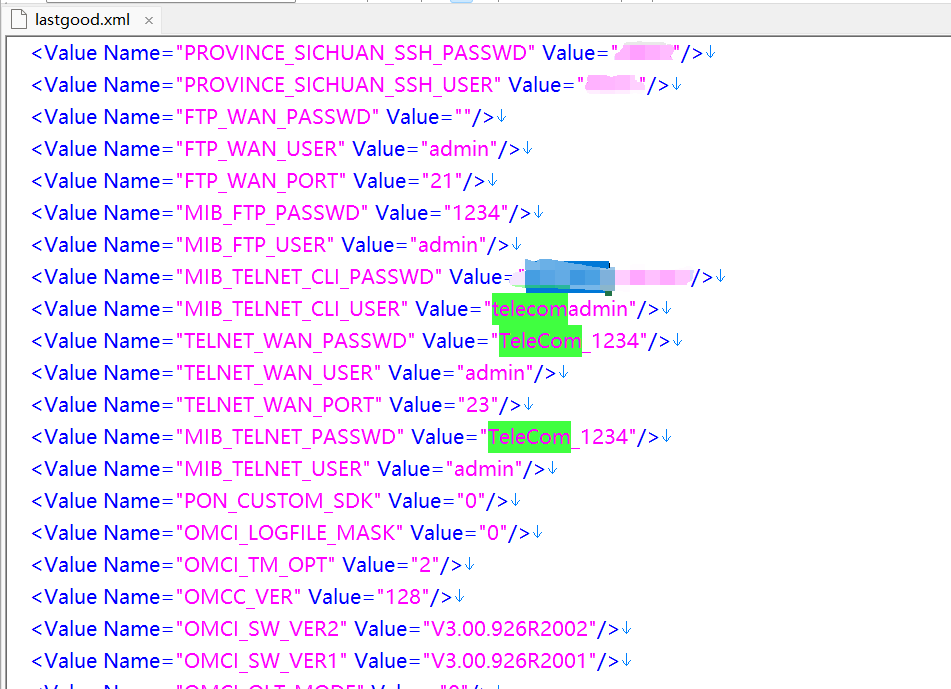 lastgood.xml ×
<Value Name="PROVINCE_SICHUAN_SSH_PASSWD" Value=""/>↓
<Value Name="PROVINCE_SICHUAN_SSH_USER" Value=""/>↓
<Value Name="FTP_WAN_PASSWD" Value=""/>↓
<Value Name="FTP_WAN_USER" Value="admin"/>↓
<Value Name="FTP_WAN_PORT" Value="21"/>↓
<Value Name="MIB_FTP_PASSWD" Value="1234"/>↓
<Value Name="MIB_FTP_USER" Value="admin"/>↓
<Value Name="MIB_TELNET_CLI_PASSWD" Value="/>↓
<Value Name="MIB_TELNET_CLI_USER" Value="telecomadmin"/>↓
<Value Name="TELNET_WAN_PASSWD" Value="TeleCom_1234"/>↓
<Value Name="TELNET_WAN_USER" Value="admin"/>↓
<Value Name="TELNET_WAN_PORT" Value="23"/>↓
<Value Name="MIB_TELNET_PASSWD" Value="TeleCom_1234"/>↓
<Value Name="MIB_TELNET_USER" Value="admin"/>↓
<Value Name="PON_CUSTOM_SDK" Value="0"/>↓
<Value Name="OMCI_LOGFILE_MASK" Value="0"/>↓
<Value Name="OMCI_TM_OPT" Value="2"/>↓
<Value Name="OMCC_VER" Value="128"/>↓
<Value Name="OMCI_SW_VER2" Value="V3.00.926R2002"/>↓
<Value Name="OMCI_SW_VER1" Value="V3.00.926R2001"/>↓